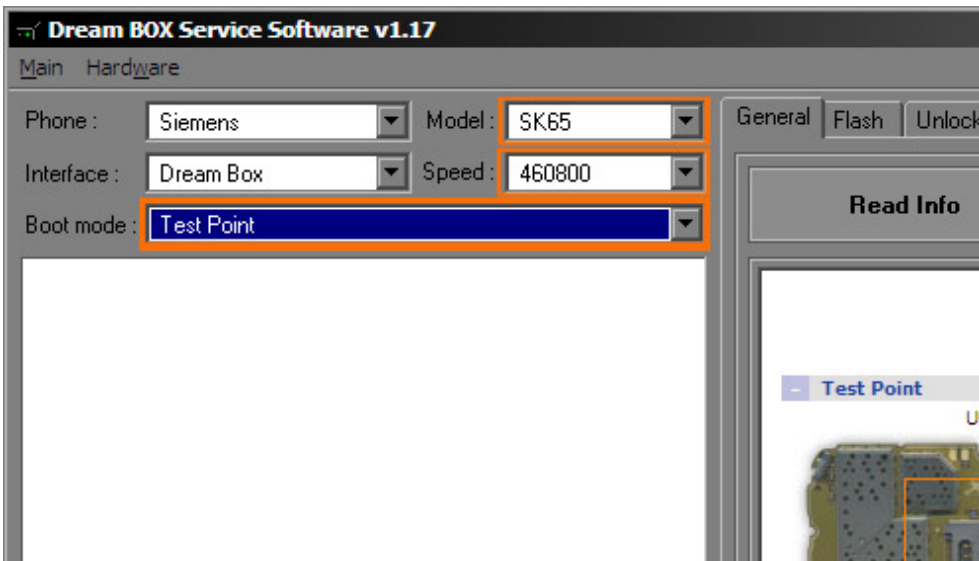 Dream BOX Service Software v1.17
Main Hardware
Phone : Siemens Model : SK65 General Flash Unlock
Interface : Dream Box Speed : 460800
Read Info
Boot mode : Test Point
- Test Point
U